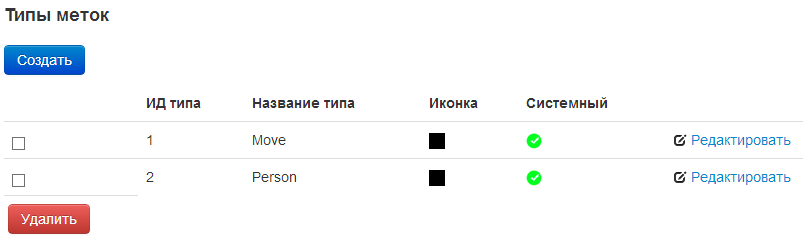 Типы меток
Создать
ИД типа Название типа Иконка Системный
1 Move Редактировать
2 Person Редактировать
Удалить